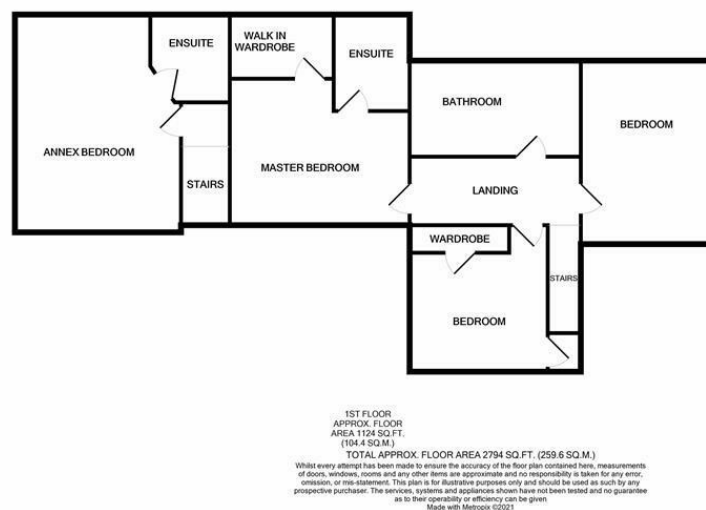 ENSUITE
WALK IN
WARDROBE
ENSUITE
BATHROOM
BEDROOM
ANNEX BEDROOM
MASTER BEDROOM
STAIRS
LANDING
WARDROBE
STAIRS
BEDROOM
1ST FLOOR
APPROX. FLOOR
AREA 1124 SQ.FT.
(104.4 SQ.M.)
TOTAL APPROX. FLOOR AREA 2794 SQ.FT. (259.6 SQ.M.)
Whilst every attempt has been made to ensure the accuracy of the floor plan contained here, measurements
of doors, windows, rooms and any other items are approximate and no responsibility is taken for any error,
omission, or mis-statement. This plan is for illustrative purposes only and should be used as such by any
prospective purchaser. The services, systems and appliances shown have not been tested and no guarantee
as to their operability or efficiency can be given
Made with Metropix ©2021